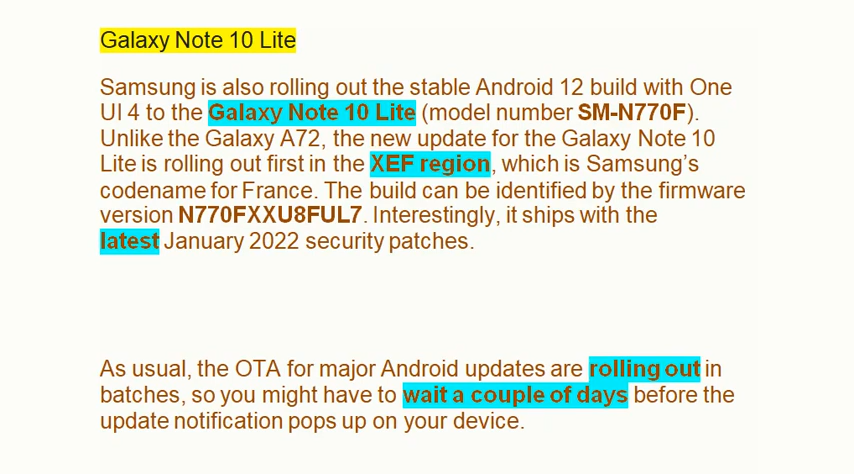 Galaxy Note 10 Lite
Samsung is also rolling out the stable Android 12 build with One
UI 4 to the Galaxy Note 10 Lite (model number SM-N770F).
Unlike the Galaxy A72, the new update for the Galaxy Note 10
Lite is rolling out first in the XEF region, which is Samsung’s
codename for France. The build can be identified by the firmware
version N770FXXU8FUL7. Interestingly, it ships with the
latest January 2022 security patches.
As usual, the OTA for major Android updates are rolling out in
batches, so you might have to wait a couple of days before the
update notification pops up on your device.